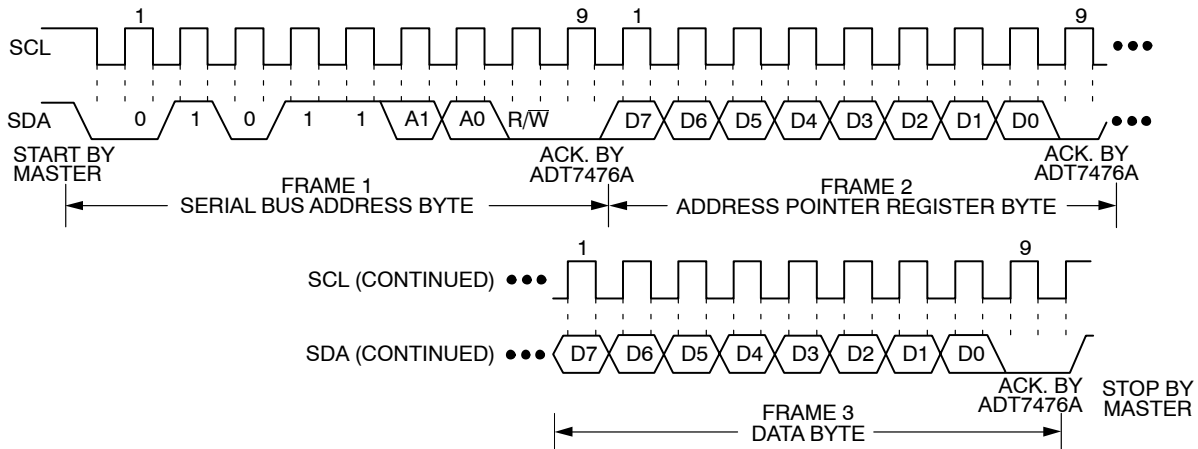 1 9 1 9
SCL
SDA 0 1 0 1 1 A1 A0 R/W̅ D7 D6 D5 D4 D3 D2 D1 D0
START BY MASTER
ACK. BY ADT7476A
ACK. BY ADT7476A
FRAME 1
SERIAL BUS ADDRESS BYTE
FRAME 2
ADDRESS POINTER REGISTER BYTE
1 9
SCL (CONTINUED)
SDA (CONTINUED) D7 D6 D5 D4 D3 D2 D1 D0
ACK. BY ADT7476A
STOP BY MASTER
FRAME 3
DATA BYTE